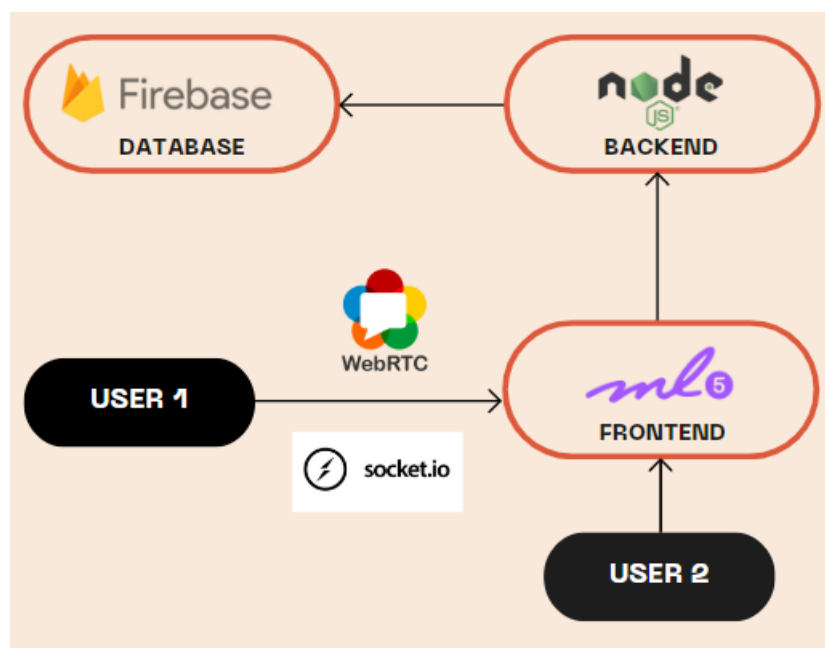 Firebase
DATABASE
node
JS
BACKEND
WebRTC
USER 1
ml5
FRONTEND
socket.io
USER 2